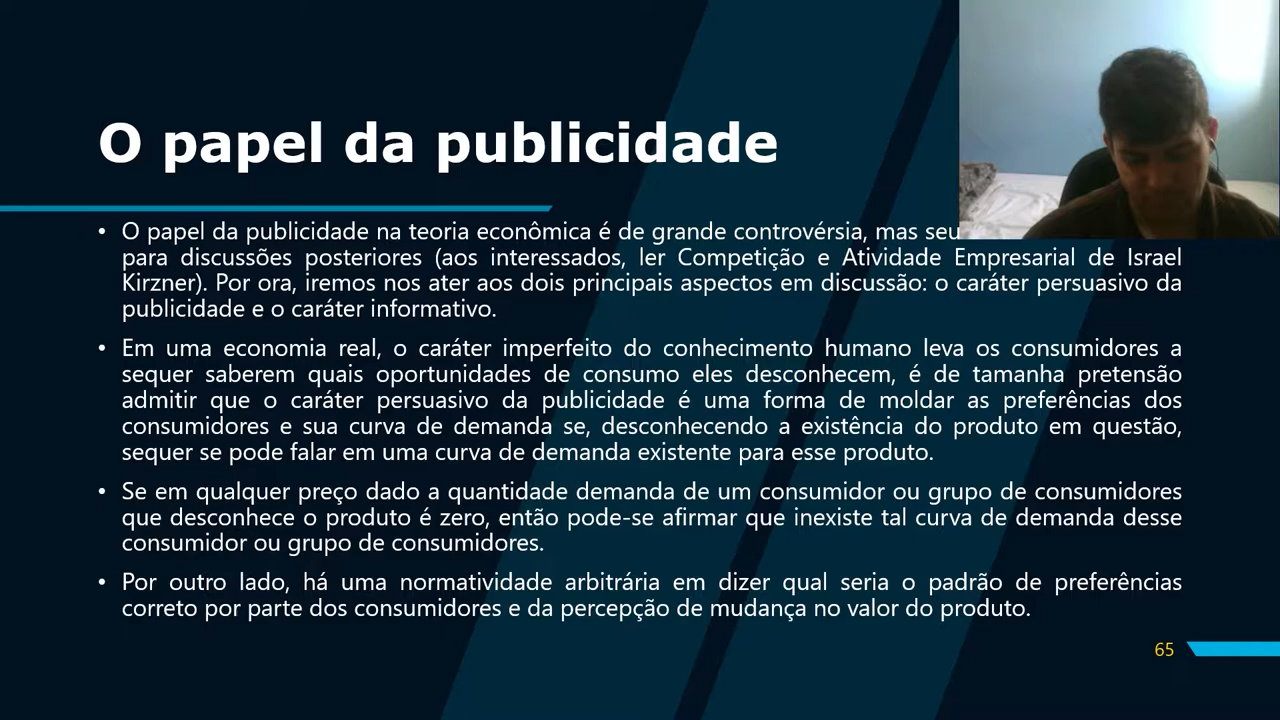 O papel da publicidade
• O papel da publicidade na teoria econômica é de grande controvérsia, mas seu
para discussões posteriores (aos interessados, ler Competição e Atividade Empresarial de Israel
Kirzner). Por ora, iremos nos ater aos dois principais aspectos em discussão: o caráter persuasivo da
publicidade e o caráter informativo.
• Em uma economia real, o caráter imperfeito do conhecimento humano leva os consumidores a
sequer saberem quais oportunidades de consumo eles desconhecem, é de tamanha pretensão
admitir que o caráter persuasivo da publicidade é uma forma de moldar as preferências dos
consumidores e sua curva de demanda se, desconhecendo a existência do produto em questão,
sequer se pode falar em uma curva de demanda existente para esse produto.
• Se em qualquer preço dado a quantidade demanda de um consumidor ou grupo de consumidores
que desconhece o produto é zero, então pode-se afirmar que inexiste tal curva de demanda desse
consumidor ou grupo de consumidores.
• Por outro lado, há uma normatividade arbitrária em dizer qual seria o padrão de preferências
correto por parte dos consumidores e da percepção de mudança no valor do produto.
65